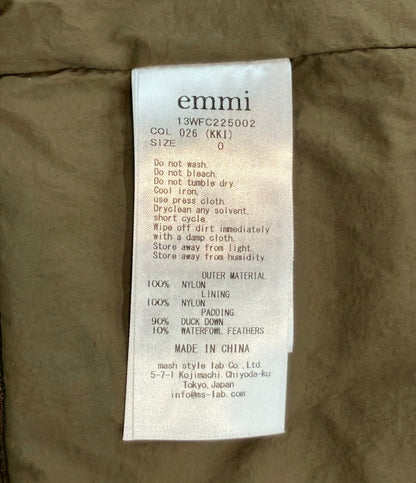 emmi
13WFC225002
COL 026 (KKI)
SIZE 0
Do not wash.
Do not bleach.
Do not tumble dry.
Cool iron.
use press cloth.
Dryclean any solvent.
short cycle.
Wipe off dirt immediately
with a damp cloth.
Store away from light.
Store away from humidity.
OUTER MATERIAL
100% NYLON
LINING
100% NYLON
PADDING
90% DUCK DOWN
10% WATERFOWL FEATHERS
MADE IN CHINA
mash style lab Co.,Ltd.
5-7-1 Kojimachi.Chiyoda-ku
Tokyo,Japan
info@ms-lab.com